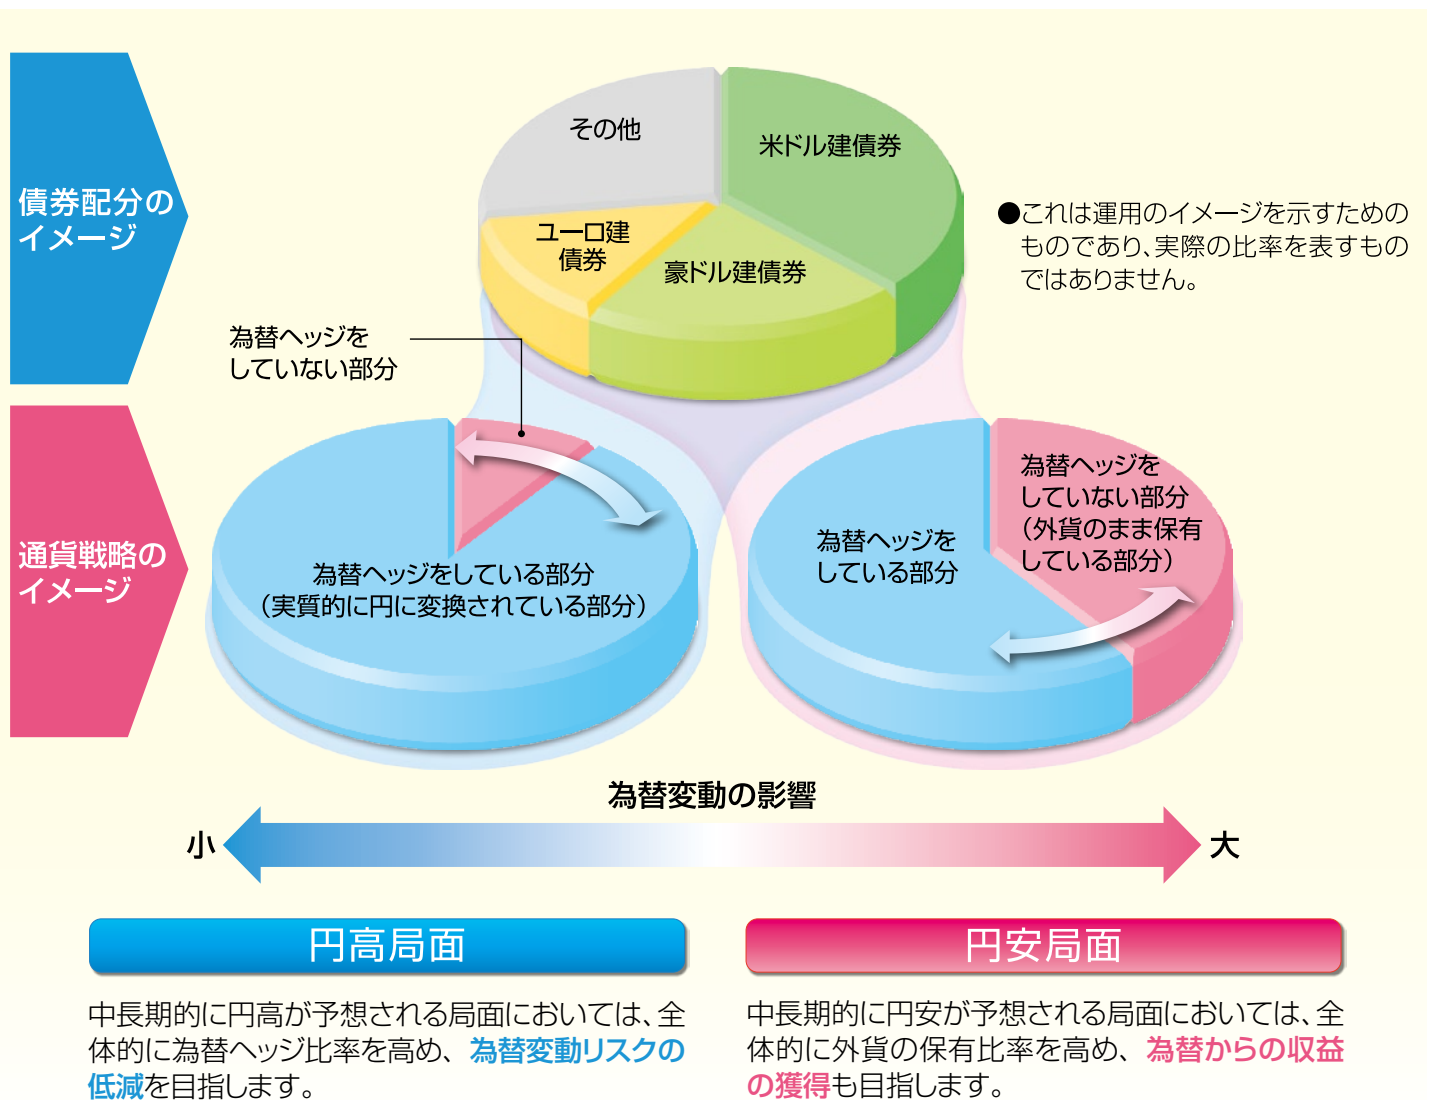 債券配分の
イメージ
その他
米ドル建債券
ユーロ建
債券
豪ドル建債券
●これは運用のイメージを示すための
ものであり、実際の比率を表すもの
ではありません。
為替ヘッジを
していない部分
通貨戦略の
イメージ
為替ヘッジをしている部分
（実質的に円に変換されている部分）
為替ヘッジを
している部分
為替ヘッジを
していない部分
（外貨のまま保有
している部分）
為替変動の影響
小
大
円高局面
中長期的に円高が予想される局面においては、全
体的に為替ヘッジ比率を高め、為替変動リスクの
低減を目指します。
円安局面
中長期的に円安が予想される局面においては、全
体的に外貨の保有比率を高め、為替からの収益
の獲得も目指します。